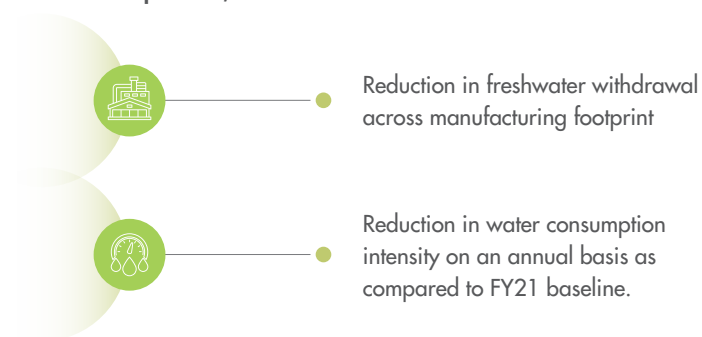 Reduction in freshwater withdrawal
across manufacturing footprint
Reduction in water consumption
intensity on an annual basis as
compared to FY21 baseline.